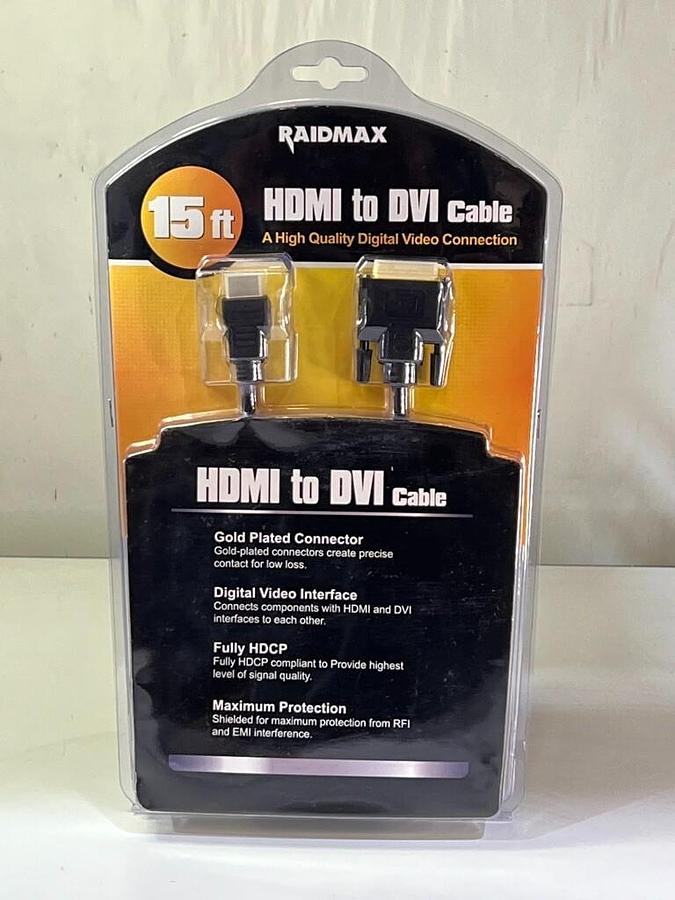 RAIDMAX
15 ft
HDMI to DVI Cable
A High Quality Digital Video Connection
HDMI to DVI Cable
Gold Plated Connector
Gold-plated connectors create precise
contact for low loss.
Digital Video Interface
Connects components with HDMI and DVI
interfaces to each other.
Fully HDCP
Fully HDCP compliant to Provide highest
level of signal quality.
Maximum Protection
Shielded for maximum protection from RFI
and EMI interference.